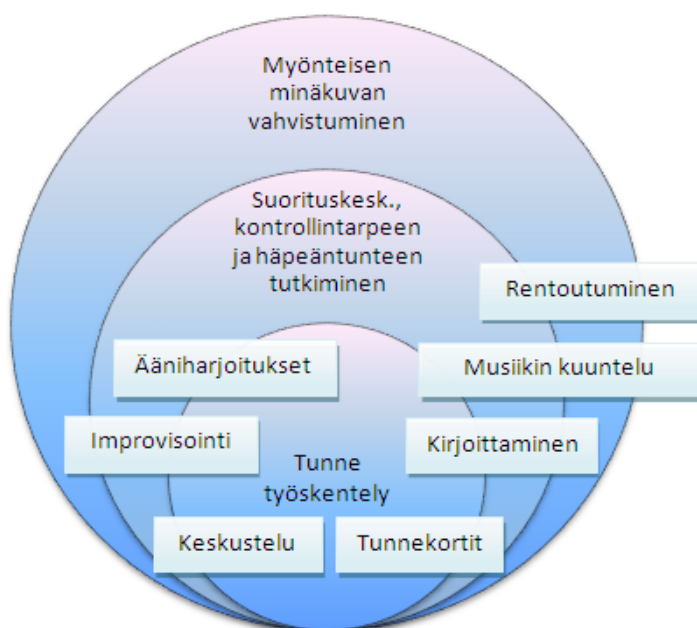 Myönteisen
minäkuvan
vahvistuminen
Suorituskesk.,
kontrollintarpeen
ja häpeäntunteen
tutkiminen
Rentoutuminen
Ääniharjoitukset
Musiikin kuuntelu
Improvisointi
Kirjoittaminen
Tunne
työskentely
Keskustelu
Tunnekortit